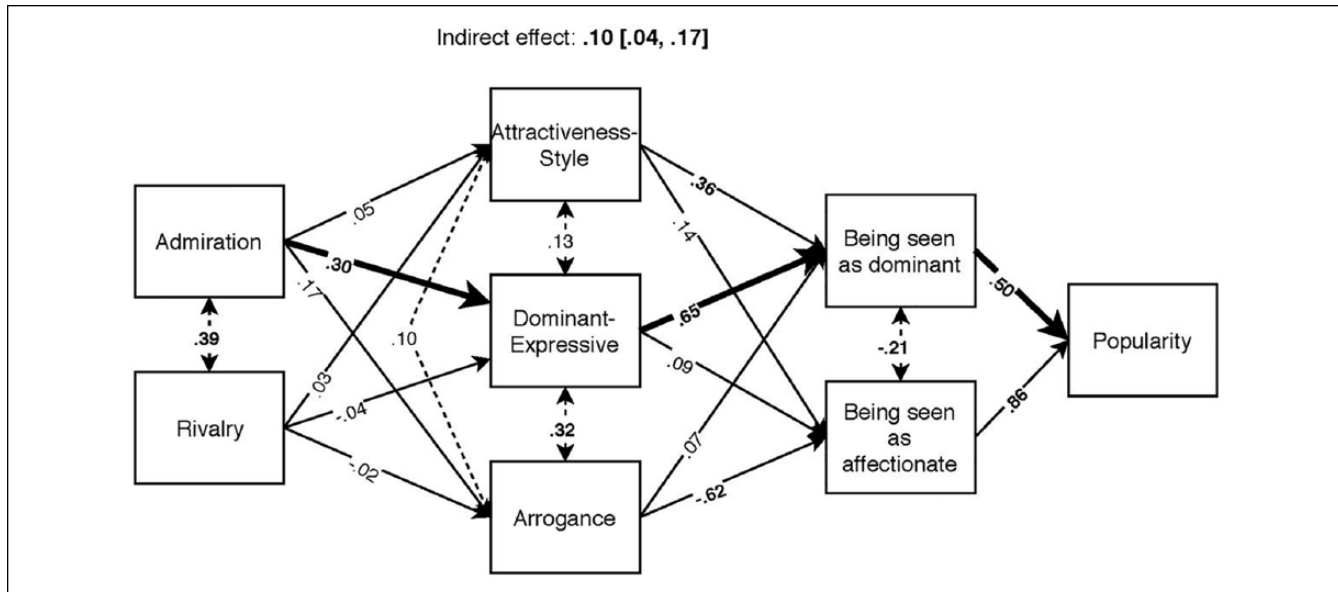 Indirect effect: .10 [.04, .17]
Attractiveness-
Style
Admiration
.05
.36
Being seen
as dominant
.30
.13
.14
.17
.50
Dominant-
Expressive
.65
.39
.10
-.21
Popularity
.03
-.04
.09
Rivalry
.86
Being seen
as
affectionate
.32
.07
-.02
-.62
Arrogance